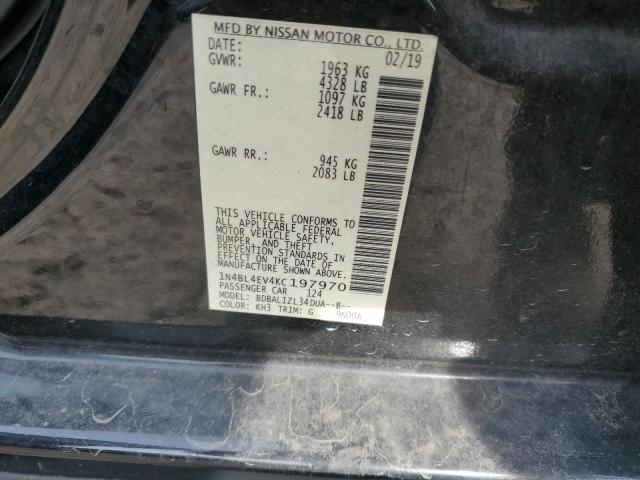 MFD BY NISSAN MOTOR CO., LTD.
DATE: 02/19
GVWR: 1963 KG
4328 LB
GAWR FR.: 1097 KG
2418 LB
GAWR RR.: 945 KG
2083 LB
THIS VEHICLE CONFORMS TO
ALL APPLICABLE FEDERAL
MOTOR VEHICLE SAFETY,
BUMPER, AND THEFT
PREVENTION STANDARDS IN
EFFECT ON THE DATE OF
MANUFACTURE SHOWN ABOVE.
1N4BL4EV4KC197970
PASSENGER CAR 124
MODEL: BDBALIZL34DUA--B--
COLOR: KH3 TRIM: G 9N00A